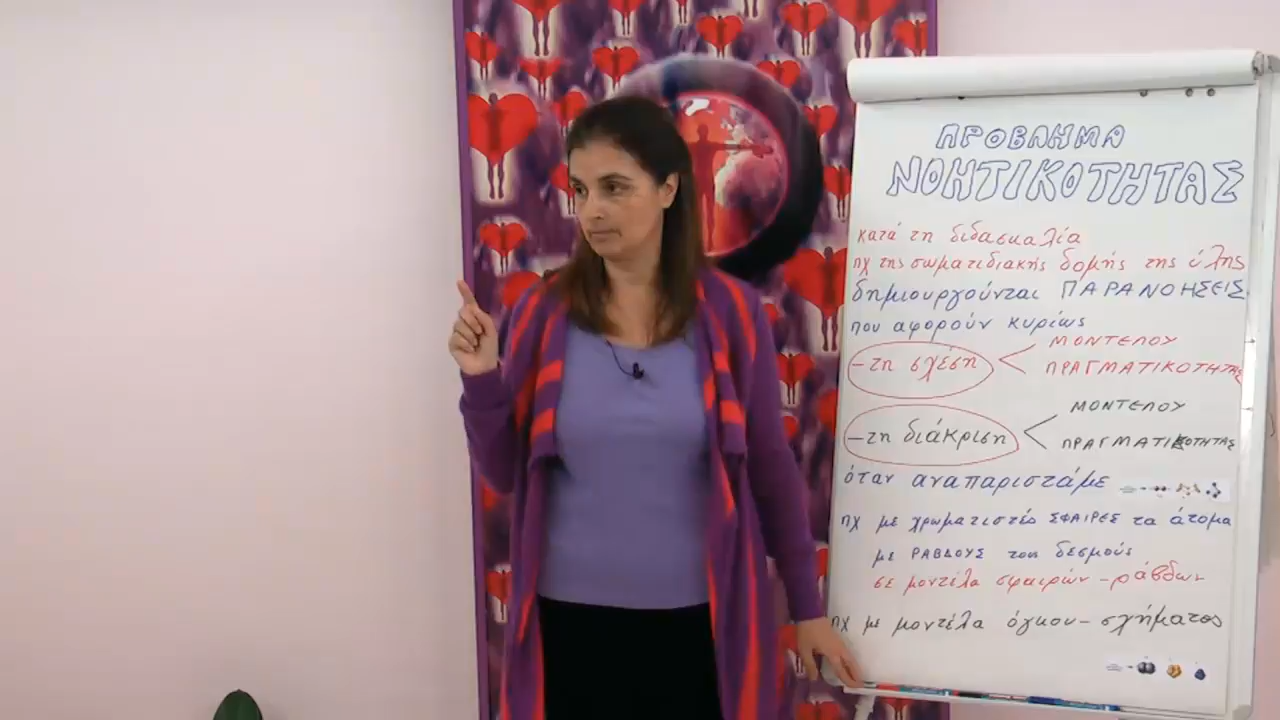 ΠΡΟΒΛΗΜΑ
ΝΟΗΤΙΚΟΤΗΤΑΣ
κατά τη διδασκαλία
πχ της σωματιδιακής δομής της ύλης
δημιουργούνται ΠΑΡΑΝΟΗΣΕΙΣ
που αφορούν κυρίως
- τη σχέση
ΜΟΝΤΕΛΟΥ
ΠΡΑΓΜΑΤΙΚΟΤΗΤΑΣ
- τη διάκριση
ΜΟΝΤΕΛΟΥ
ΠΡΑΓΜΑΤΙΚΟΤΗΤΑΣ
όταν αναπαριστάμε
πχ με χρωματιστές ΣΦΑΙΡΕΣ τα άτομα
με ΡΑΒΔΟΥΣ τους δεσμούς
σε μοντέλα σφαιρών - ράβδων
πχ με μοντέλα όγκου - σχήματος